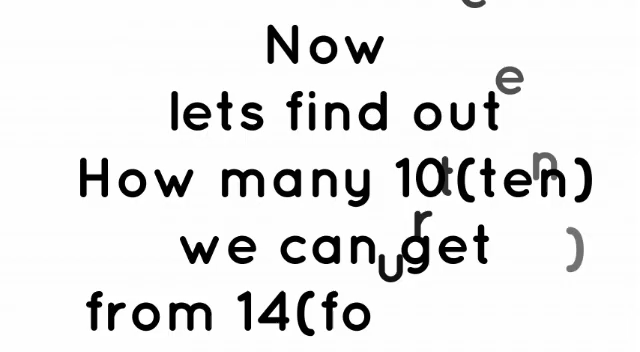 Now
lets find out
How many 10(ten)
we can get
from 14(fo